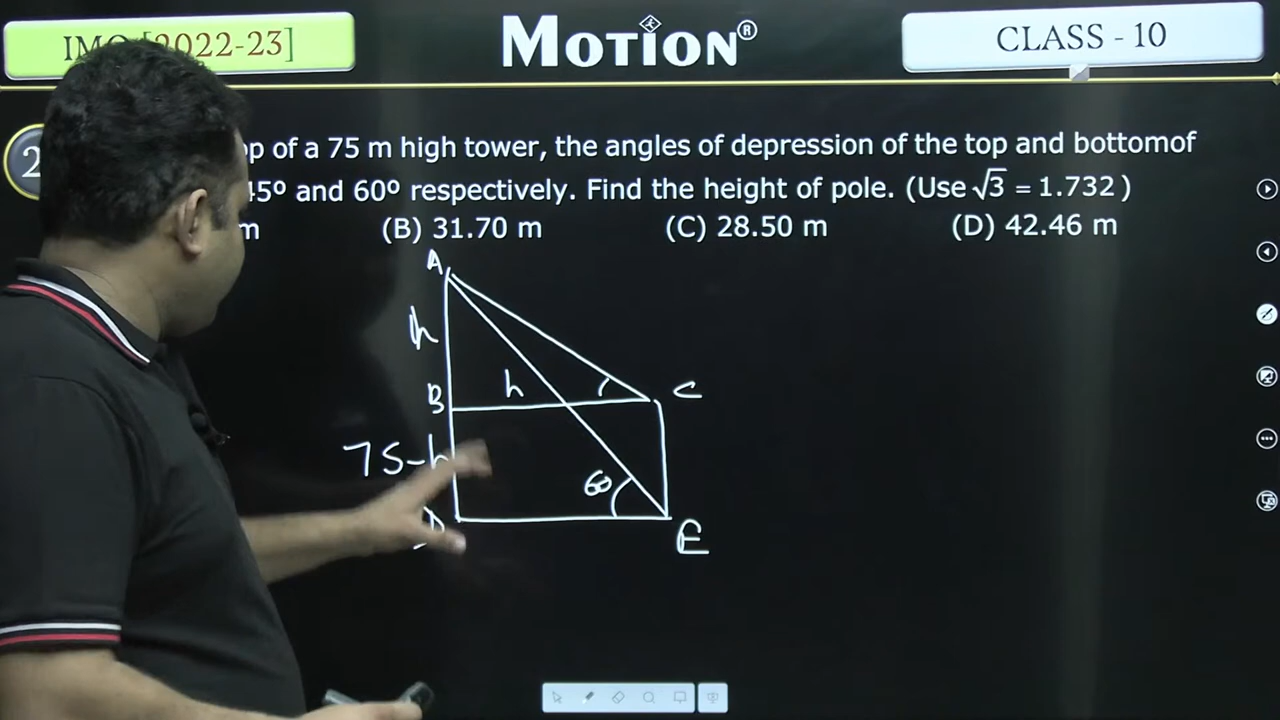 IMO [2022-23]
MOTION®
CLASS - 10
2
op of a 75 m high tower, the angles of depression of the top and bottomof
45º and 60º respectively. Find the height of pole. (Use √3 = 1.732 )
m (B) 31.70 m (C) 28.50 m (D) 42.46 m
A
h
B h C
75-h
60
D E